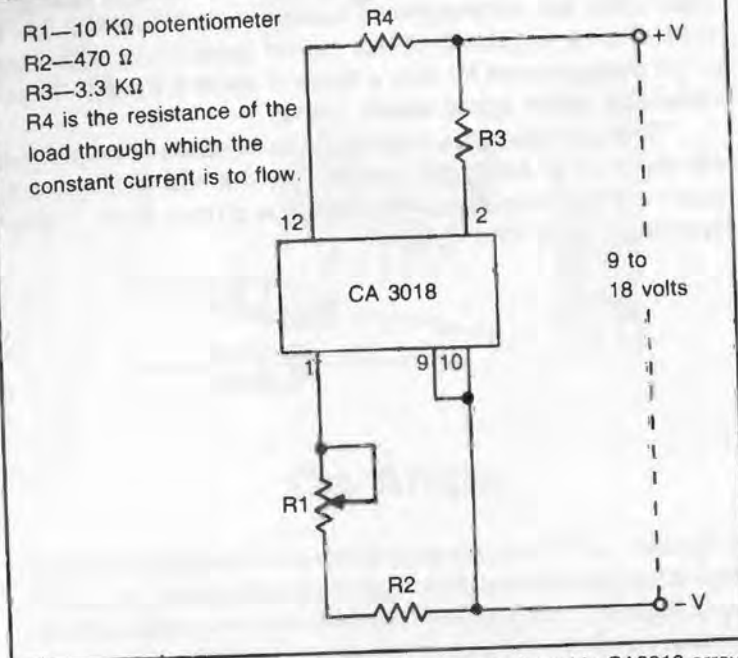 R1—10 KΩ potentiometer
R2—470 Ω
R3—3.3 KΩ
R4 is the resistance of the
load through which the
constant current is to flow.
R4
+V
R3
12
2
CA 3018
9 to
18 volts
1
9
10
R1
R2
-V
CA3018